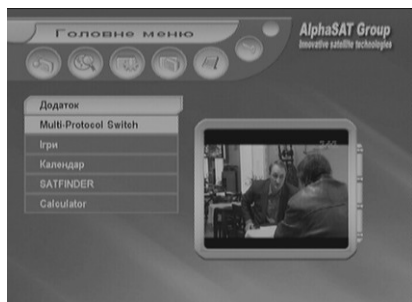 Головне меню
AlphaSAT Group
Innovative satellite technologies
Додаток
Multi-Protocol Switch
Ігри
Календар
SATFINDER
Calculator